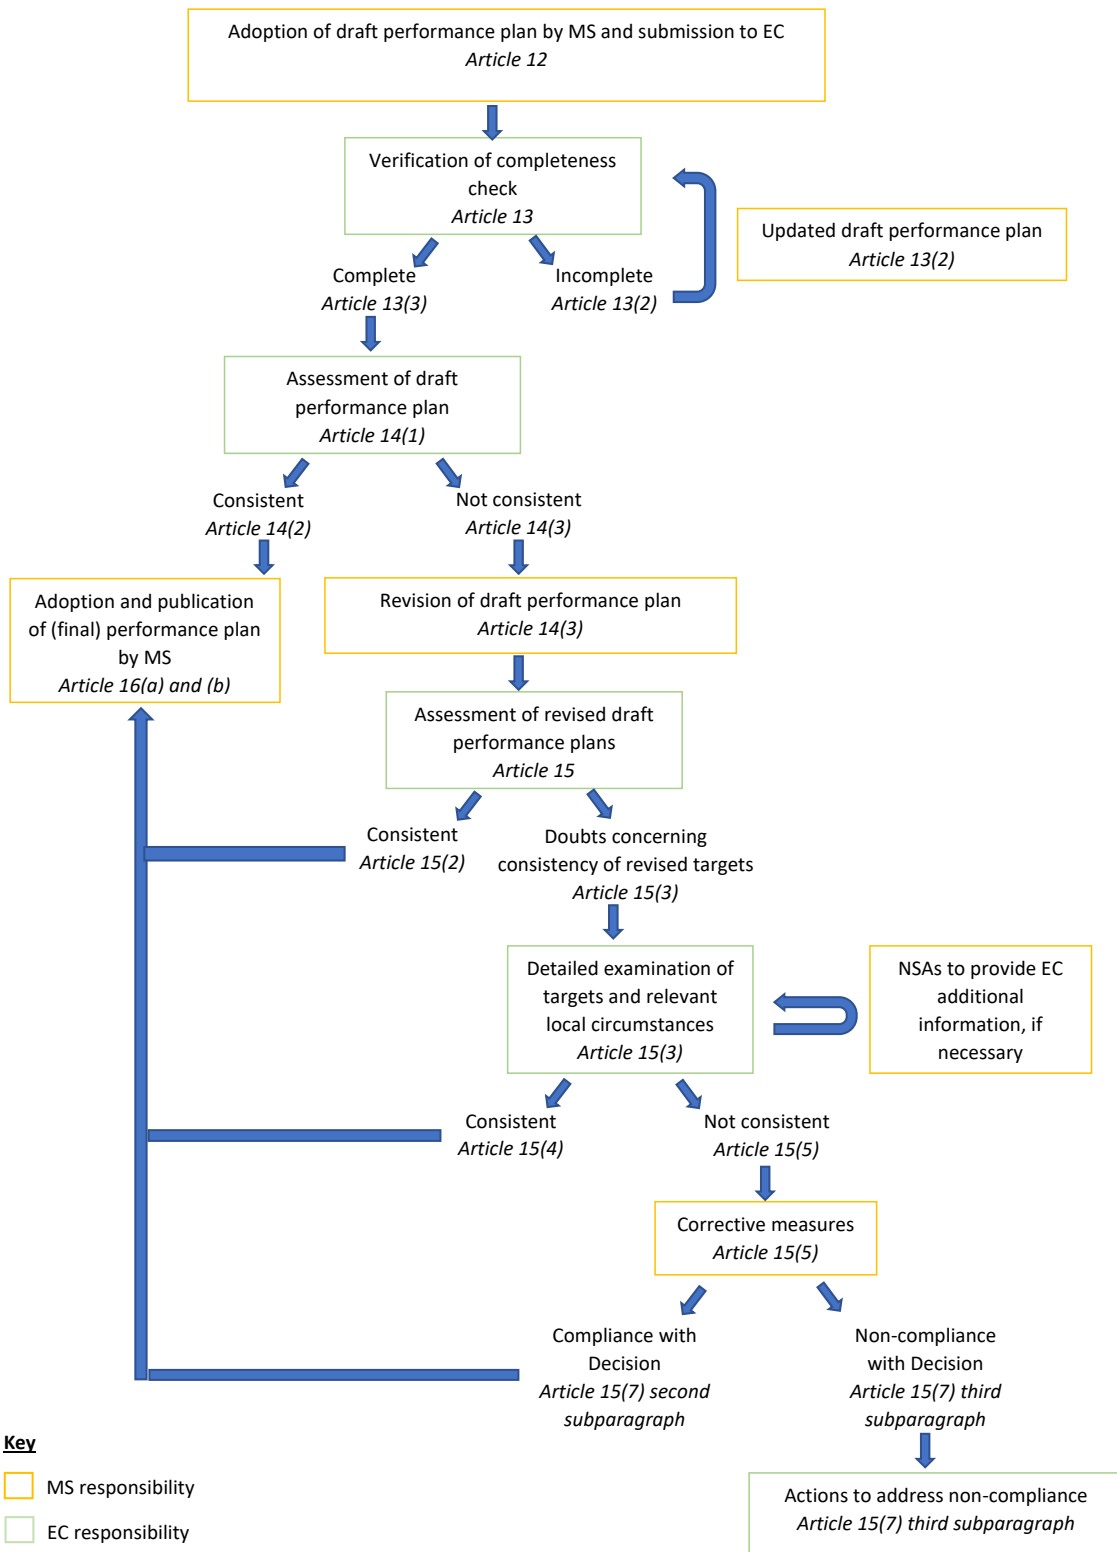 Adoption of draft performance plan by MS and submission to EC
Article 12
Verification of completeness
check
Article 13
Updated draft performance plan
Article 13(2)
Complete
Article 13(3)
Incomplete
Article 13(2)
Assessment of draft
performance plan
Article 14(1)
Consistent
Article 14(2)
Not consistent
Article 14(3)
Adoption and publication
of (final) performance plan
by MS
Article 16(a) and (b)
Revision of draft performance plan
Article 14(3)
Assessment of revised draft
performance plans
Article 15
Consistent
Article 15(2)
Doubts concerning
consistency of revised targets
Article 15(3)
Detailed examination of
targets and relevant
local circumstances
Article 15(3)
NSAs to provide EC
additional
information, if
necessary
Consistent
Article 15(4)
Not consistent
Article 15(5)
Corrective measures
Article 15(5)
Compliance with
Decision
Article 15(7) second
subparagraph
Non-compliance
with Decision
Article 15(7) third
subparagraph
Actions to address non-compliance
Article 15(7) third subparagraph
Key
MS responsibility
EC responsibility